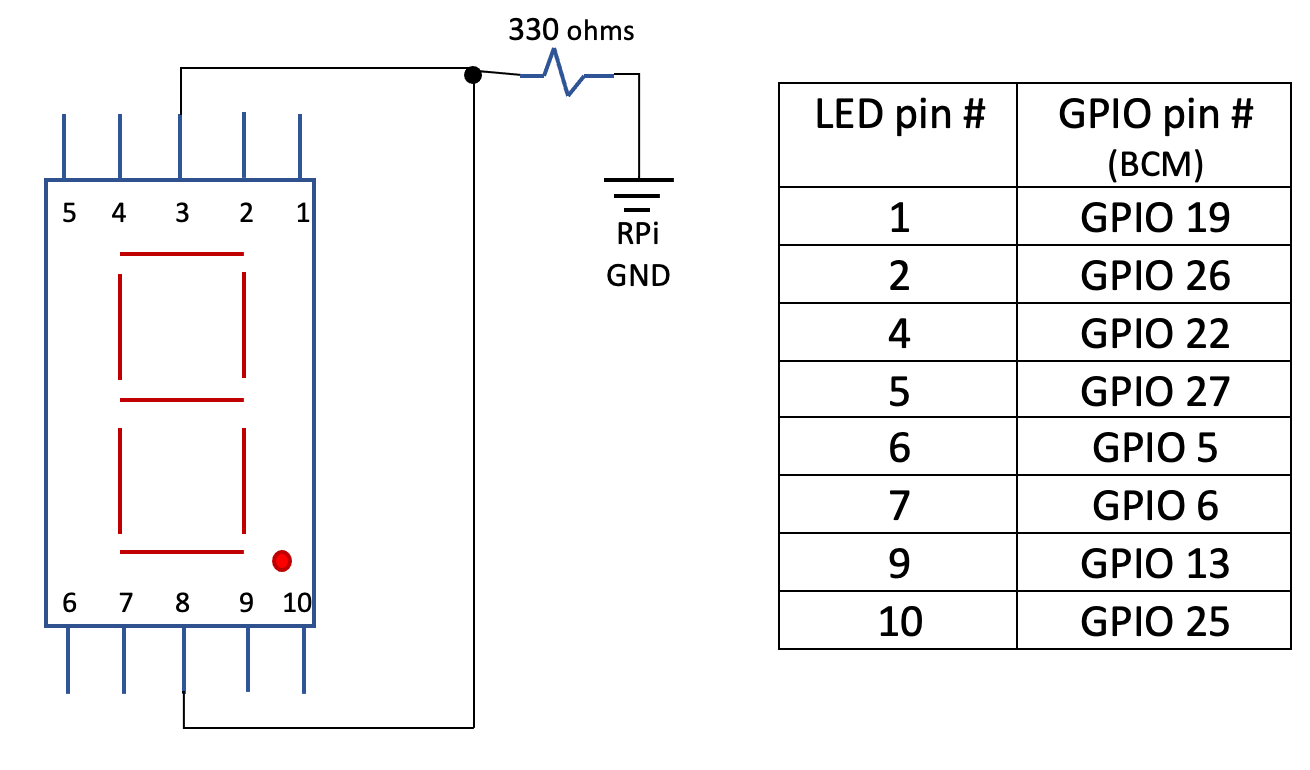 330 ohms
5 4 3 2 1
RPi
GND
6 7 8 9 10
LED pin # GPIO pin #
(BCM)
1 GPIO 19
2 GPIO 26
4 GPIO 22
5 GPIO 27
6 GPIO 5
7 GPIO 6
9 GPIO 13
10 GPIO 25